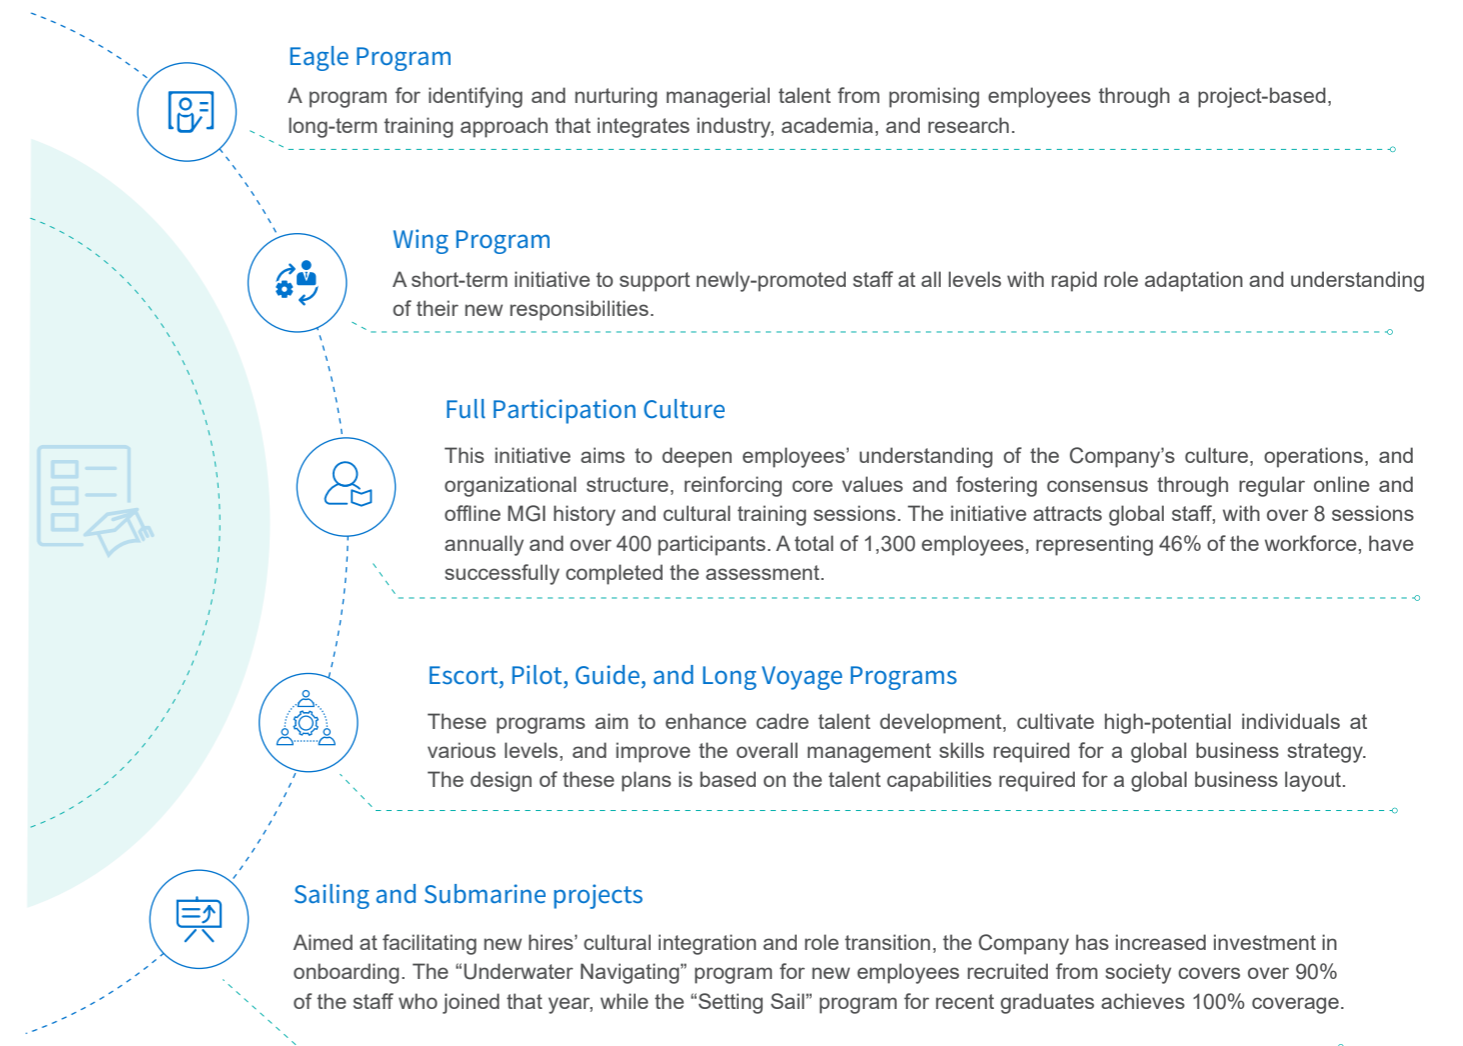 Eagle Program
A program for identifying and nurturing managerial talent from promising employees through a project-based,
long-term training approach that integrates industry, academia, and research.
Wing Program
A short-term initiative to support newly-promoted staff at all levels with rapid role adaptation and understanding
of their new responsibilities.
Full Participation Culture
This initiative aims to deepen employees’ understanding of the Company’s culture, operations, and
organizational structure, reinforcing core values and fostering consensus through regular online and
offline MGI history and cultural training sessions. The initiative attracts global staff, with over 8 sessions
annually and over 400 participants. A total of 1,300 employees, representing 46% of the workforce, have
successfully completed the assessment.
Escort, Pilot, Guide, and Long Voyage Programs
These programs aim to enhance cadre talent development, cultivate high-potential individuals at
various levels, and improve the overall management skills required for a global business strategy.
The design of these plans is based on the talent capabilities required for a global business layout.
Sailing and Submarine projects
Aimed at facilitating new hires’ cultural integration and role transition, the Company has increased investment in
onboarding. The “Underwater Navigating” program for new employees recruited from society covers over 90%
of the staff who joined that year, while the “Setting Sail” program for recent graduates achieves 100% coverage.